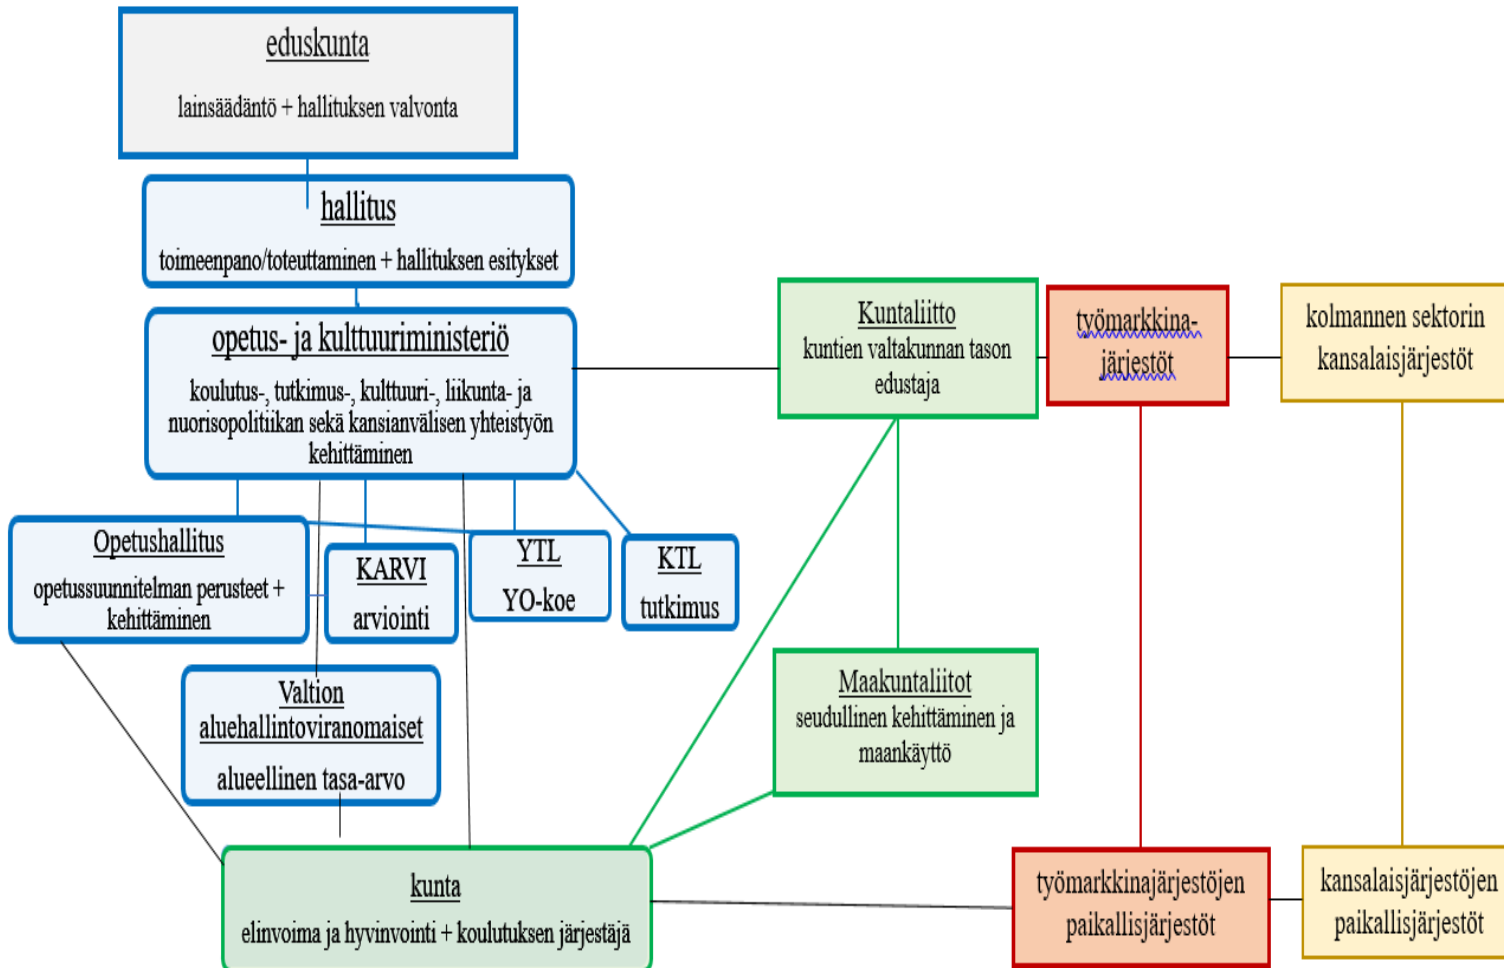 eduskunta
lainsäädäntö + hallituksen valvonta
hallitus
toimeenpano/toteuttaminen + hallituksen esitykset
opetus- ja kulttuuriministeriö
koulutus-, tutkimus-, kulttuuri-, liikunta- ja
nuorisopolitiikan sekä kansianvälisen yhteistyön
kehittäminen
Kuntaliitto
kuntien valtakunnan tason
edustaja
työmarkkina-
järjestöt
kolmannen sektorin
kansalaisjärjestöt
Opetushallitus
opetussuunnitelman perusteet +
kehittäminen
KARVI
arviointi
YTL
YO-koe
KTL
tutkimus
Valtion
aluehallintoviranomaiset
alueellinen tasa-arvo
Maakuntaliitot
seudullinen kehittäminen ja
maankäyttö
kunta
elinvoima ja hyvinvointi + koulutuksen järjestäjä
työmarkkinajärjestöjen
paikallisjärjestöt
kansalaisjärjestöjen
paikallisjärjestöt